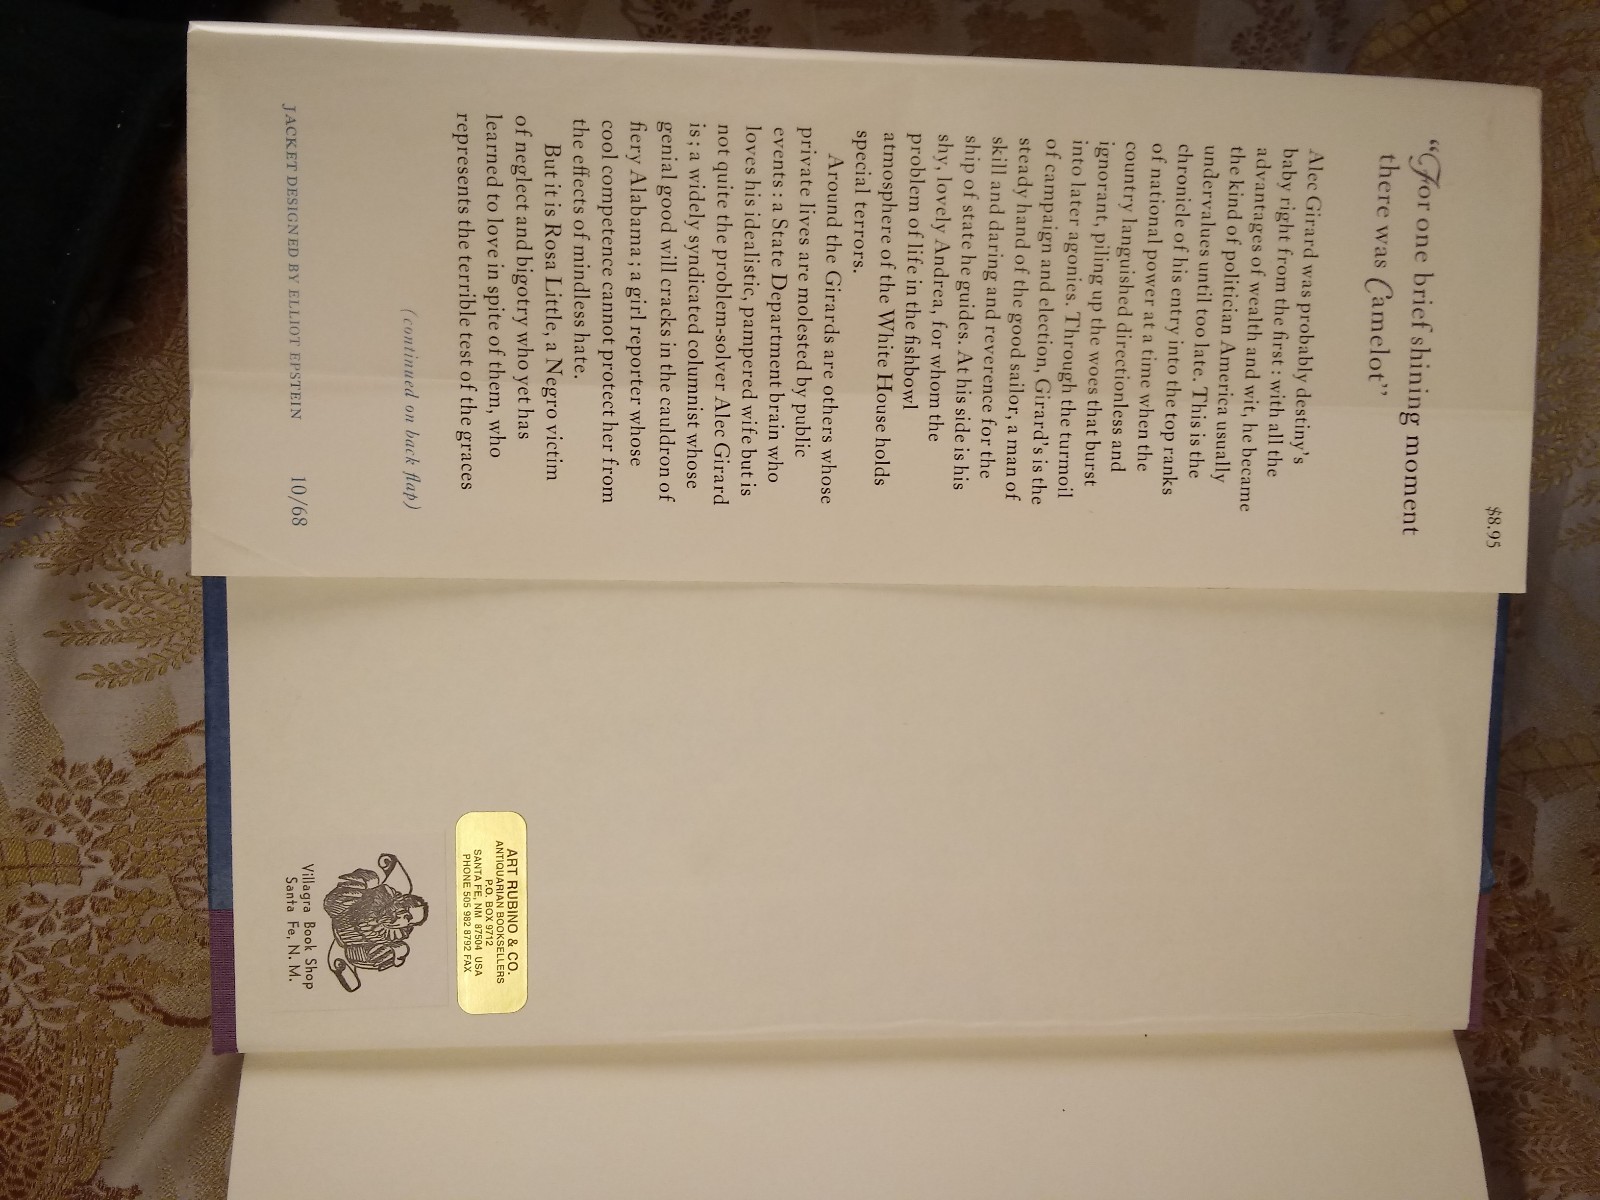 $8.95
“For one brief shining moment
there was Camelot”
Alec Girard was probably destiny's
baby right from the first: with all the
advantages of wealth and wit, he became
the kind of politician America usually
undervalues until too late. This is the
chronicle of his entry into the top ranks
of national power at a time when the
country languished directionless and
ignorant, piling up the woes that burst
into later agonies. Through the turmoil
of campaign and election, Girard's is the
steady hand of the good sailor, a man of
skill and daring and reverence for the
ship of state he guides. At his side is his
shy, lovely Andrea, for whom the
problem of life in the fishbowl
atmosphere of the White House holds
special terrors.
Around the Girards are others whose
private lives are molested by public
events: a State Department brain who
loves his idealistic, pampered wife but is
not quite the problem-solver Alec Girard
is; a widely syndicated columnist whose
genial good will cracks in the cauldron of
fiery Alabama; a girl reporter whose
cool competence cannot protect her from
the effects of mindless hate.
But it is Rosa Little, a Negro victim
of neglect and bigotry who yet has
learned to love in spite of them, who
represents the terrible test of the graces
(continued on back flap)
JACKET DESIGNED BY ELLIOT EPSTEIN 10/68
ART RUBINO & CO.
ANTIQUARIAN BOOKSELLERS
P.O. BOX 9712
SANTA FE, NM 87504 USA
PHONE 505 982 8792 FAX
Villagra Book Shop
Santa Fe, N. M.